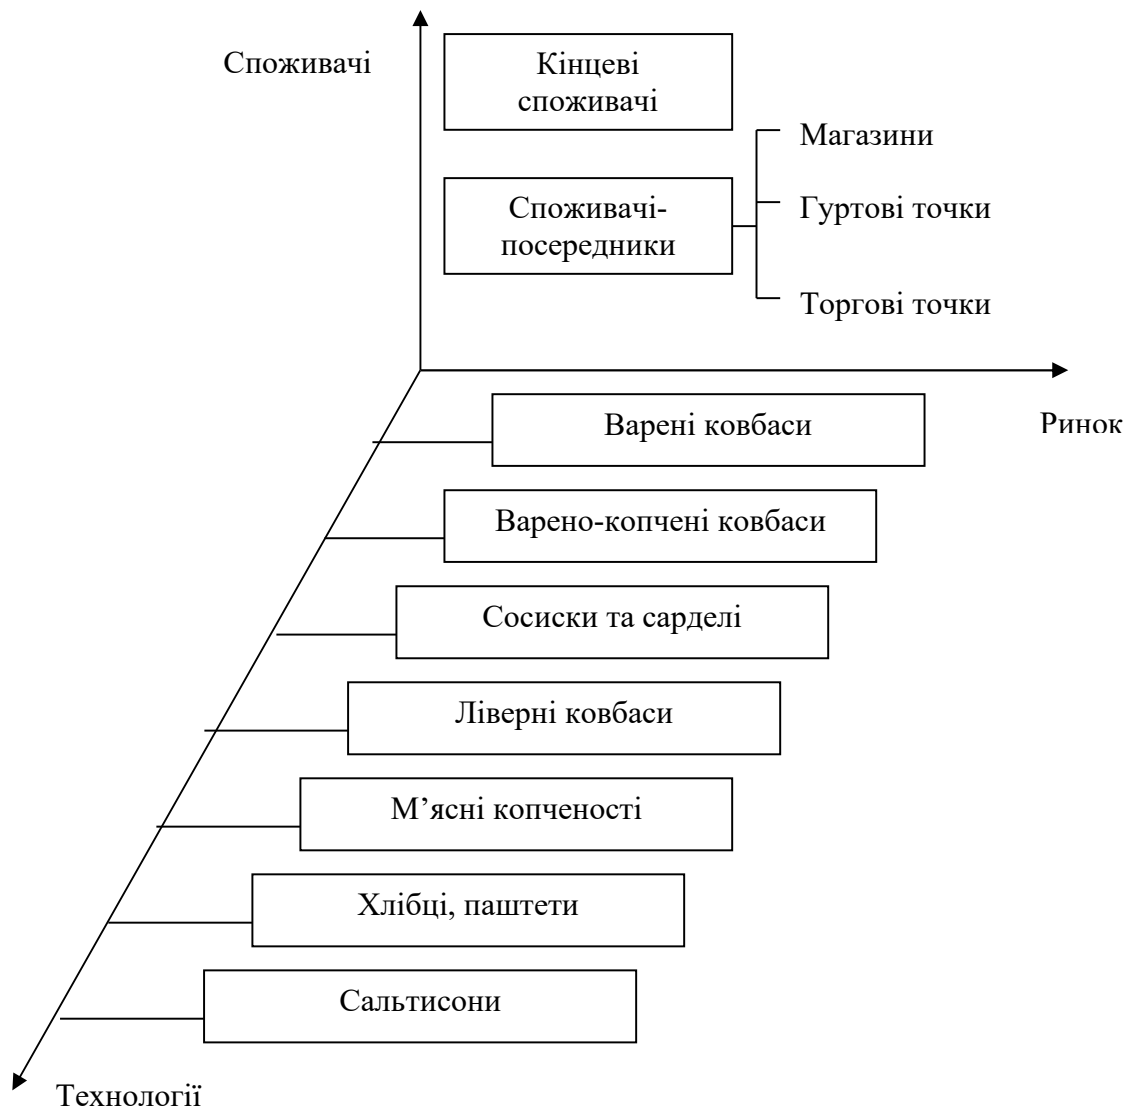 Споживачі
Кінцеві
споживачі
Магазини
Споживачі-
посередники
Гуртові точки
Торгові точки
Ринок
Варені ковбаси
Варено-копчені ковбаси
Сосиски та сарделі
Ліверні ковбаси
М’ясні копченості
Хлібці, паштети
Сальтисони
Технології